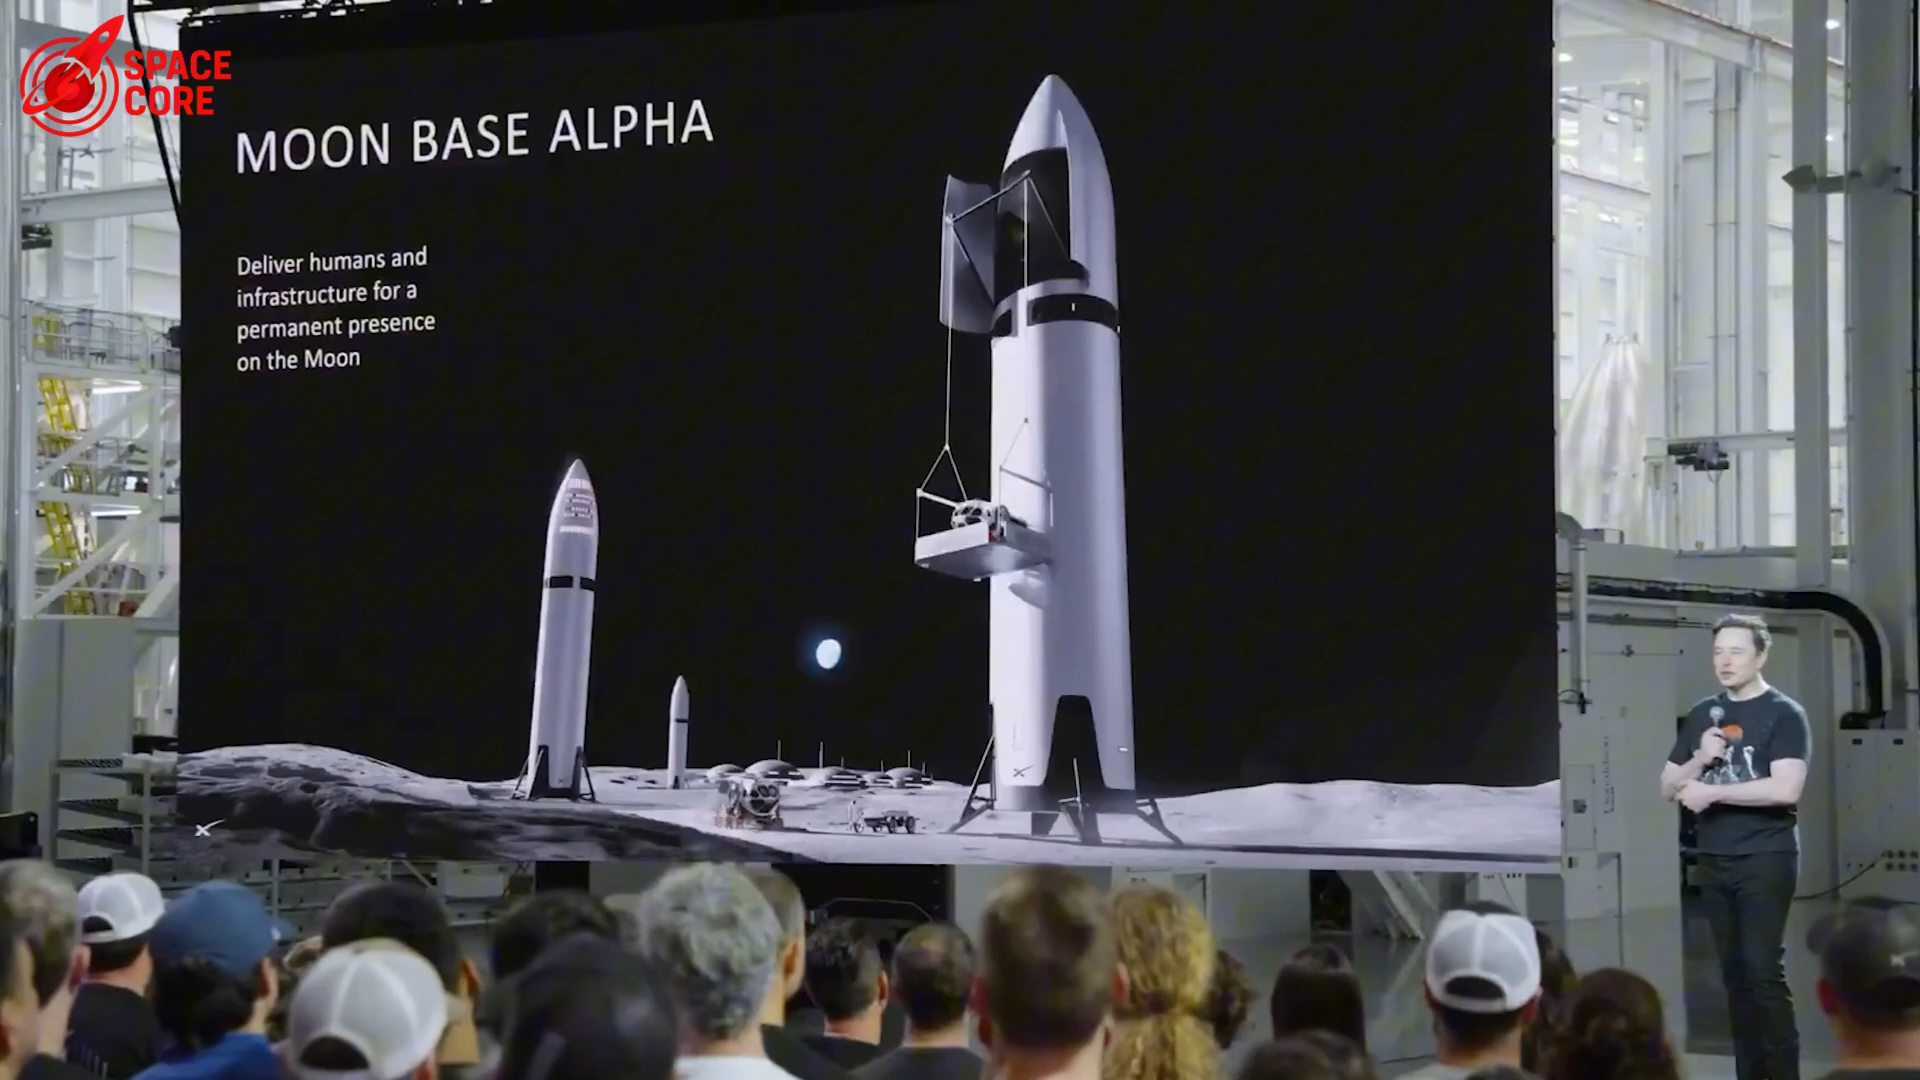 SPACE
CORE
MOON BASE ALPHA
Deliver humans and
infrastructure for a
permanent presence
on the Moon